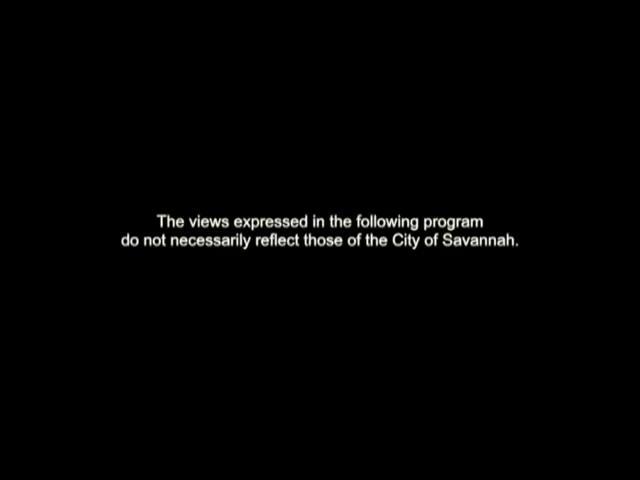 The views expressed in the following program
do not necessarily reflect those of the City of Savannah.